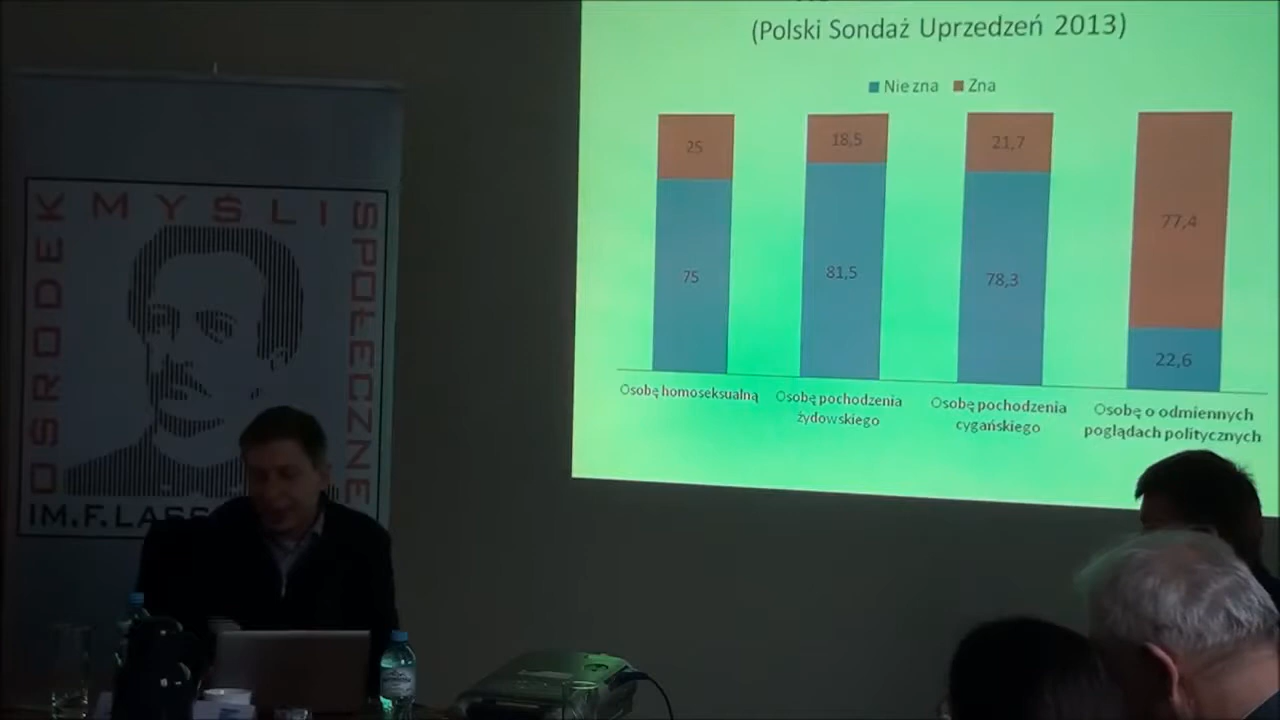 OŚRODEK MYŚLI SPOŁECZNEJ
IM. F. LASS
(Polski Sondaż Uprzedzeń 2013)
Nie zna Zna
25 18,5 21,7 77,4
75 81,5 78,3 22,6
Osobę homoseksualną
Osobę pochodzenia
żydowskiego
Osobę pochodzenia
cygańskiego
Osobę o odmiennych
poglądach politycznych